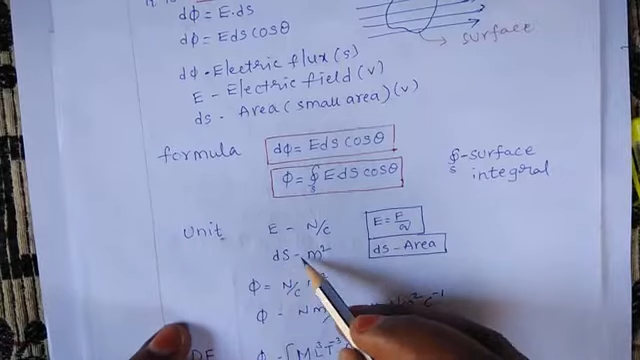 dϕ = E·ds
dϕ = Eds cosθ
surface
dϕ - Electric flux (s)
E - Electric field (v)
ds - Area (small area) (v)
formula
dϕ = Eds cosθ
ϕ = ∮s Eds cosθ
∮s - surface integral
Unit
E - N/C
E = F/q
ds - m²
ds - Area
ϕ = N/C
ϕ - N